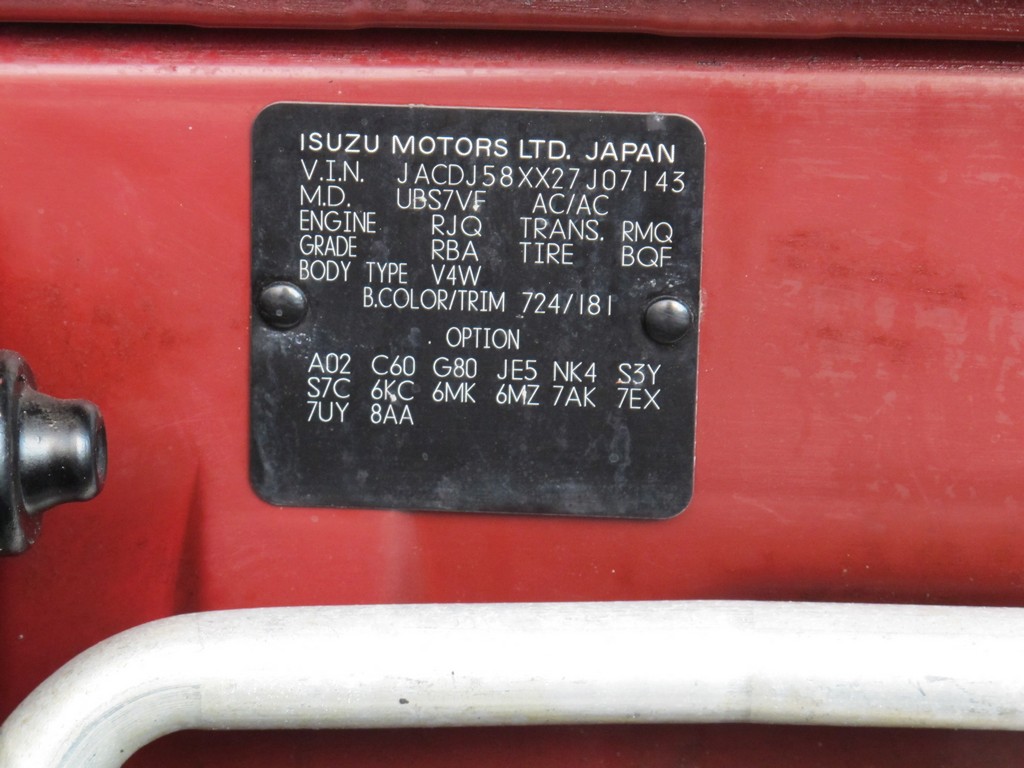 ISUZU MOTORS LTD. JAPAN
V.I.N. JACDJ58XX27J07143
M.D. UBS7VF AC/AC
ENGINE RJQ TRANS. RMQ
GRADE RBA TIRE BQF
BODY TYPE V4W
B.COLOR/TRIM 724/181
OPTION
A02 C60 G80 JE5 NK4 S3Y
S7C 6KC 6MK 6MZ 7AK 7EX
7UY 8AA